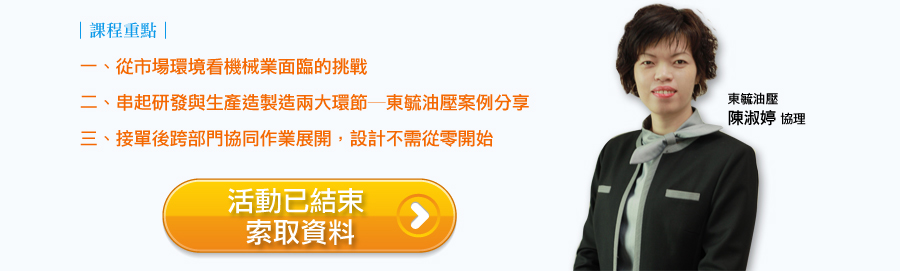 | 課程重點 |
一、從市場環境看機械業面臨的挑戰
二、串起研發與生產造製造兩大環節─東毓油壓案例分享
三、接單後跨部門協同作業展開，設計不需從零開始
東毓油壓
陳淑婷 協理
活動已結束
索取資料